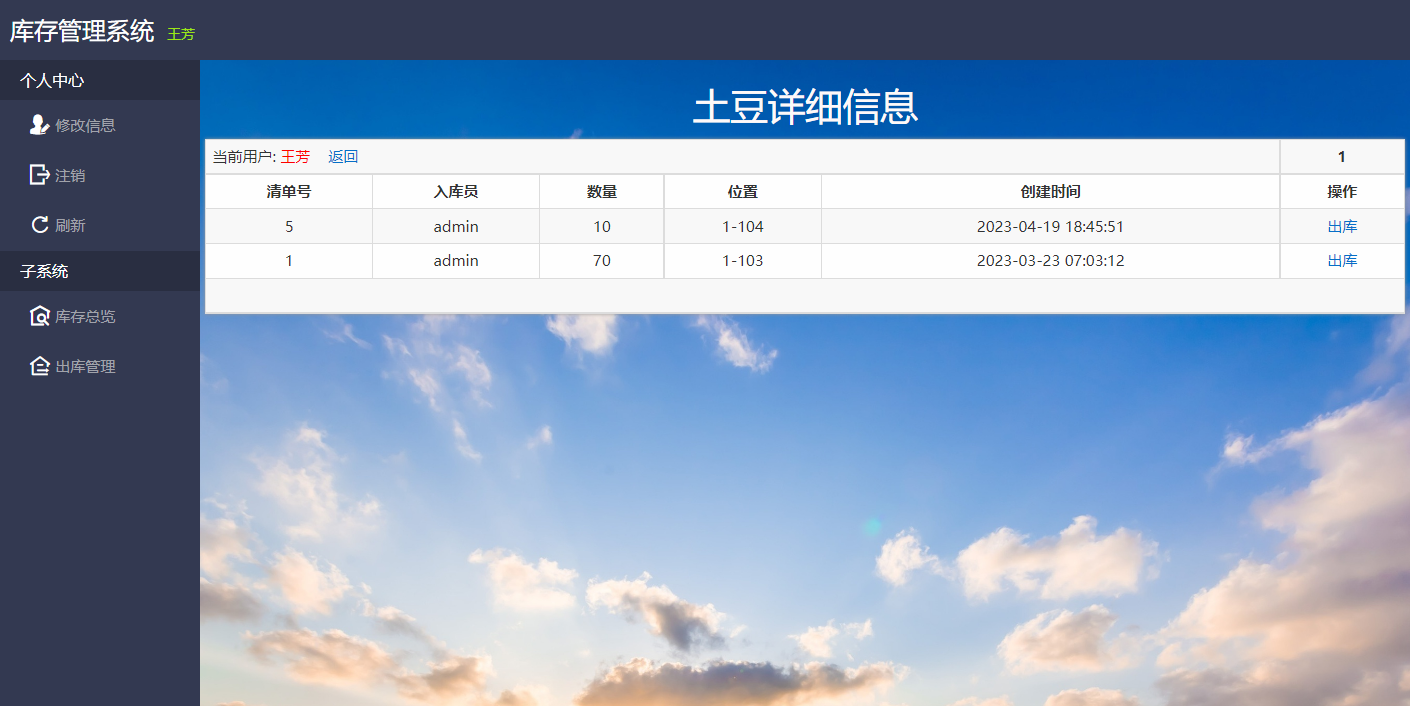 库存管理系统 王芳
个人中心
修改信息
注销
刷新
子系统
库存总览
出库管理
土豆详细信息
当前用户: 王芳 返回 1
清单号 入库员 数量 位置 创建时间 操作
5 admin 10 1-104 2023-04-19 18:45:51 出库
1 admin 70 1-103 2023-03-23 07:03:12 出库